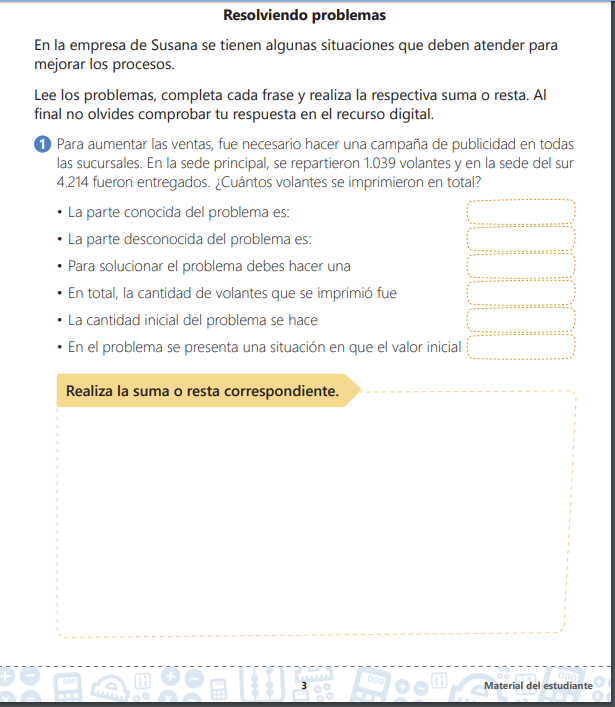 Resolviendo problemas
En la empresa de Susana se tienen algunas situaciones que deben atender para
mejorar los procesos.
Lee los problemas, completa cada frase y realiza la respectiva suma o resta. Al
final no olvides comprobar tu respuesta en el recurso digital.
1 Para aumentar las ventas, fue necesario hacer una campaña de publicidad en todas
las sucursales. En la sede principal, se repartieron 1.039 volantes y en la sede del sur
4.214 fueron entregados. ¿Cuántos volantes se imprimieron en total?
• La parte conocida del problema es:
• La parte desconocida del problema es:
• Para solucionar el problema debes hacer una
• En total, la cantidad de volantes que se imprimió fue
• La cantidad inicial del problema se hace
• En el problema se presenta una situación en que el valor inicial
Realiza la suma o resta correspondiente.
3
Material del estudiante